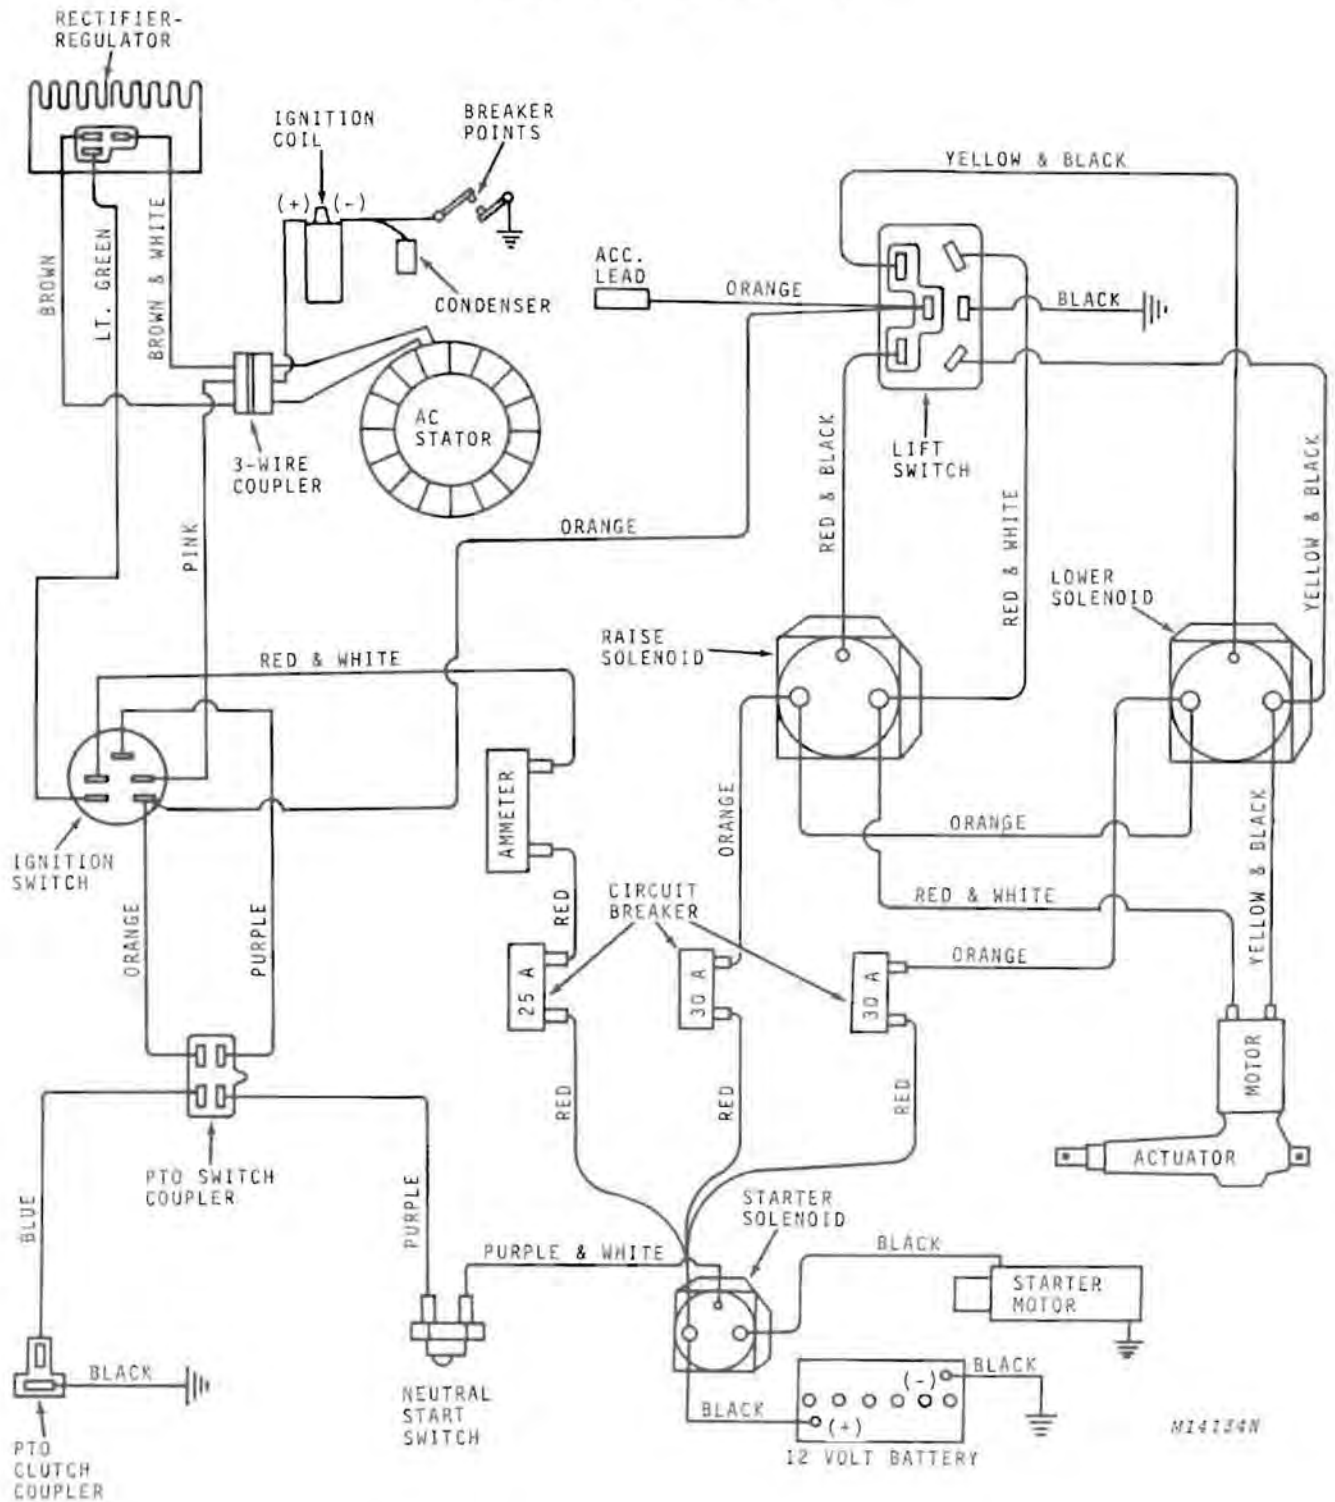 RECTIFIER-
REGULATOR
IGNITION
COIL
BREAKER
POINTS
(+)
(-)
CONDENSER
BROWN
LT. GREEN
BROWN & WHITE
3-WIRE
COUPLER
AC
STATOR
PINK
ACC.
LEAD
ORANGE
YELLOW & BLACK
BLACK
LIFT
SWITCH
RED & BLACK
RED & WHITE
YELLOW & BLACK
ORANGE
RAISE
SOLENOID
LOWER
SOLENOID
RED & WHITE
IGNITION
SWITCH
AMMETER
ORANGE
ORANGE
RED & WHITE
YELLOW & BLACK
ORANGE
PURPLE
RED
CIRCUIT
BREAKER
25 A
30 A
30 A
ORANGE
MOTOR
ACTUATOR
RED
RED
RED
PTO SWITCH
COUPLER
BLUE
PURPLE
PURPLE & WHITE
STARTER
SOLENOID
BLACK
STARTER
MOTOR
BLACK
PTO
CLUTCH
COUPLER
NEUTRAL
START
SWITCH
BLACK
(+)
(-)
BLACK
12 VOLT BATTERY
M14134N